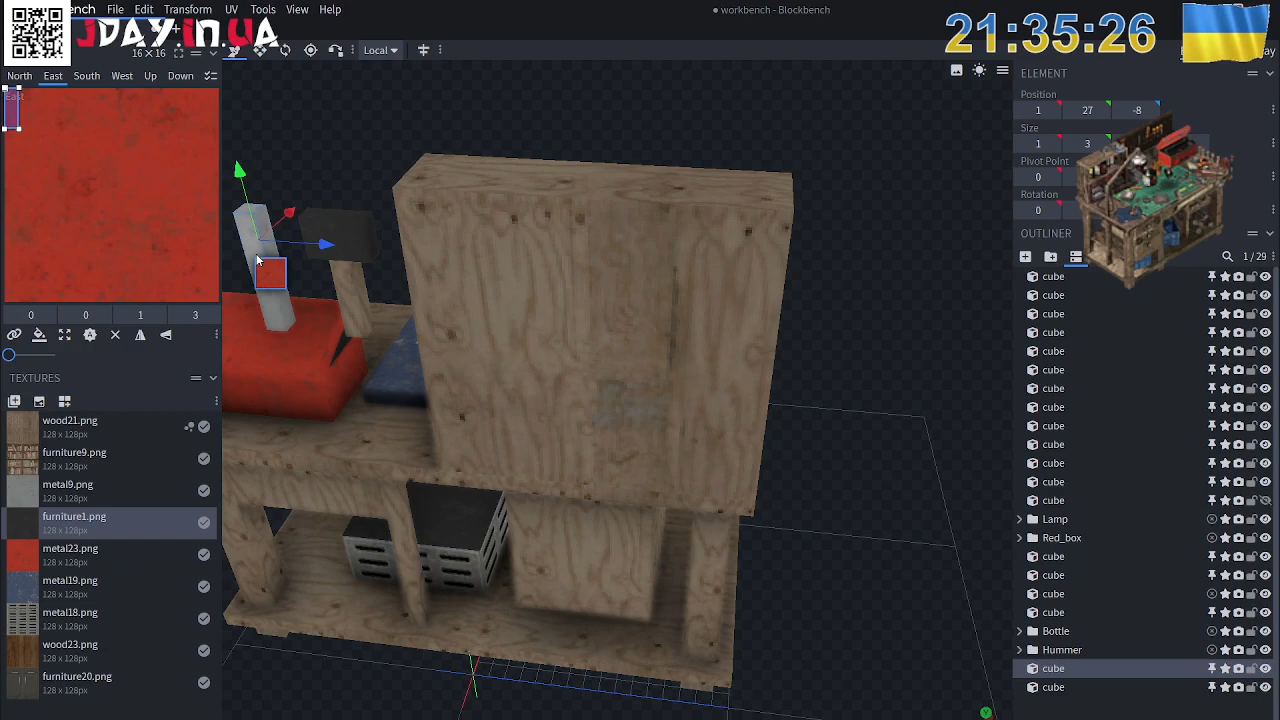 bench File Edit Transform UV Tools View Help
● workbench - Blockbench
JDAY.in.UA
21:35:26
16×16
Local
North East South West Up Down
East
0 0 1 3
TEXTURES
wood21.png
128 x 128px
furniture9.png
128 x 128px
metal9.png
128 x 128px
furniture1.png
128 x 128px
metal23.png
128 x 128px
metal19.png
128 x 128px
metal18.png
128 x 128px
wood23.png
128 x 128px
furniture20.png
128 x 128px
Y
ELEMENT
Position
1 27 -8
Size
1 3
Pivot Point
0
Rotation
0
OUTLINER
1/29
cube
cube
cube
cube
cube
cube
cube
cube
cube
cube
cube
cube
cube
Lamp
Red_box
cube
cube
cube
cube
Bottle
Hummer
cube
cube